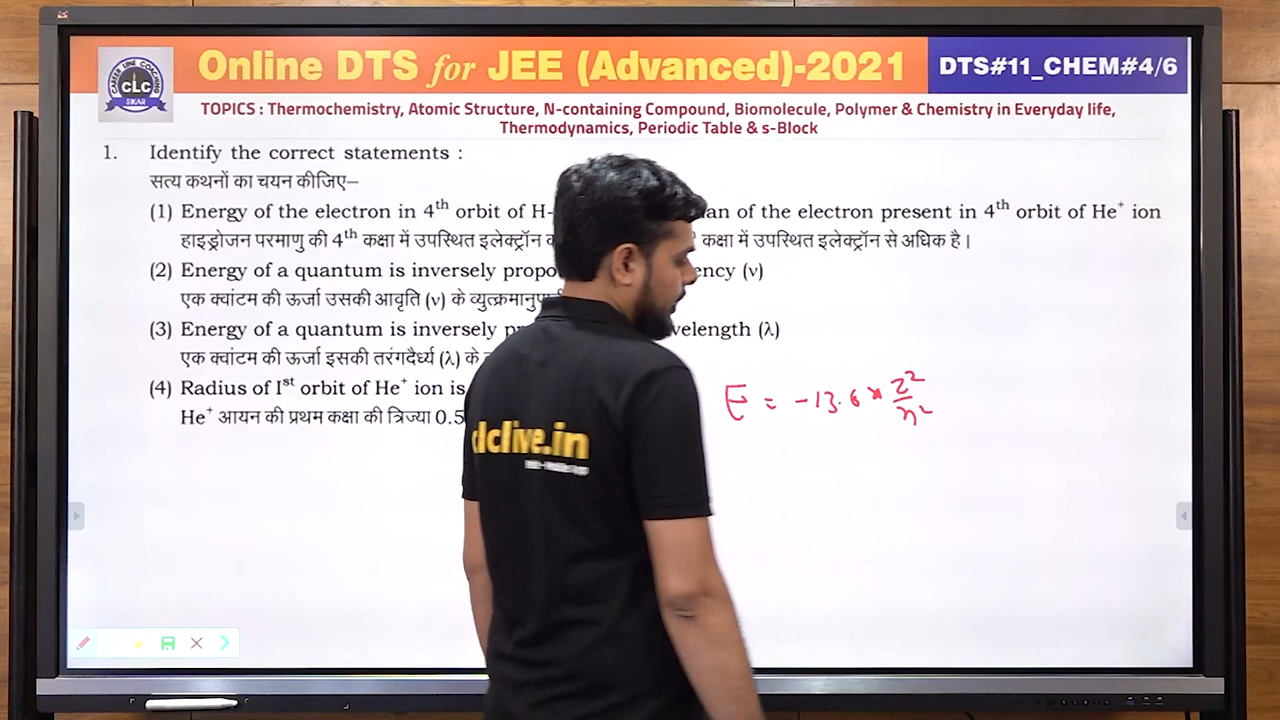 CAREER LINE COACHING
CLC
SIKAR
Online DTS for JEE (Advanced)-2021
DTS#11_CHEM#4/6
TOPICS : Thermochemistry, Atomic Structure, N-containing Compound, Biomolecule, Polymer & Chemistry in Everyday life,
Thermodynamics, Periodic Table & s-Block
1. Identify the correct statements :
सत्य कथनों का चयन कीजिए–
(1) Energy of the electron in 4th orbit of H- an of the electron present in 4th orbit of He+ ion
हाइड्रोजन परमाणु की 4th कक्षा में उपस्थित इलेक्ट्रॉन कक्षा में उपस्थित इलेक्ट्रॉन से अधिक है।
(2) Energy of a quantum is inversely propo ency (ν)
एक क्वांटम की ऊर्जा उसकी आवृति (ν) के व्युत्क्रमानुपा
(3) Energy of a quantum is inversely p velength (λ)
एक क्वांटम की ऊर्जा इसकी तरंगदैर्ध्य (λ) के
(4) Radius of Ist orbit of He+ ion is
He+ आयन की प्रथम कक्षा की त्रिज्या 0.5
E = -13.6 × z²/n²
clclive.in